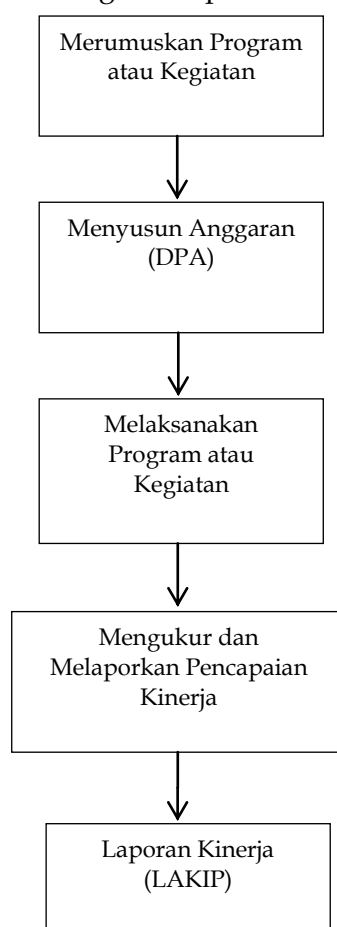 Merumuskan Program
atau Kegiatan
Menyusun Anggaran
(DPA)
Melaksanakan
Program atau
Kegiatan
Mengukur dan
Melaporkan Pencapaian
Kinerja
Laporan Kinerja
(LAKIP)